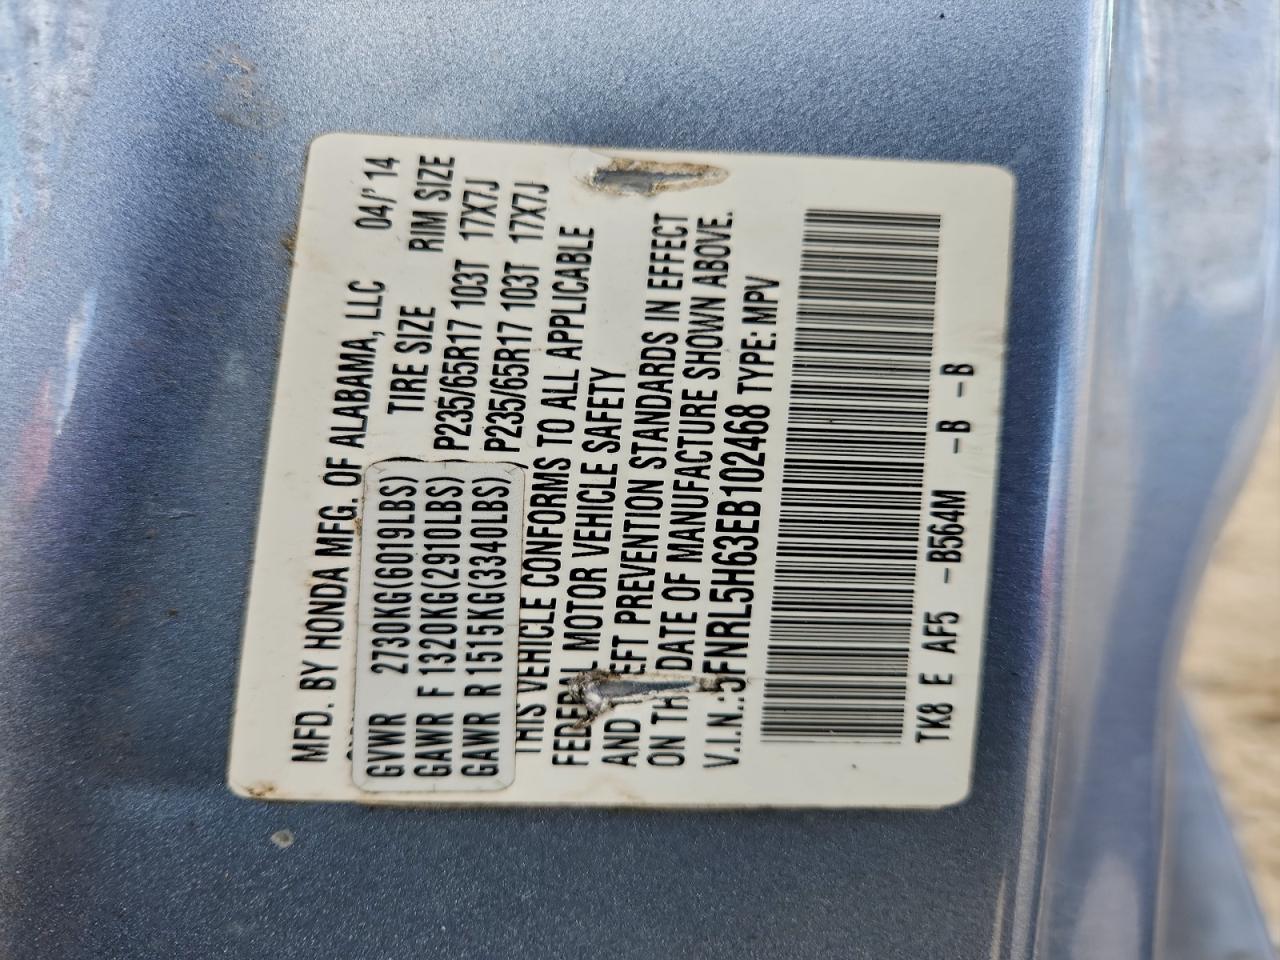 MFD. BY HONDA MFG. OF ALABAMA, LLC 04/'14
TIRE SIZE RIM SIZE
GVWR 2730KG(6019LBS)
GAWR F 1320KG(2910LBS) P235/65R17 103T 17X7J
GAWR R 1515KG(3340LBS) P235/65R17 103T 17X7J
THIS VEHICLE CONFORMS TO ALL APPLICABLE
FEDERAL MOTOR VEHICLE SAFETY
AND EFT PREVENTION STANDARDS IN EFFECT
ON TH DATE OF MANUFACTURE SHOWN ABOVE.
V.I.N.:5FNRL5H63EB102468 TYPE: MPV
TK8 E AF5 -B564M -B -B